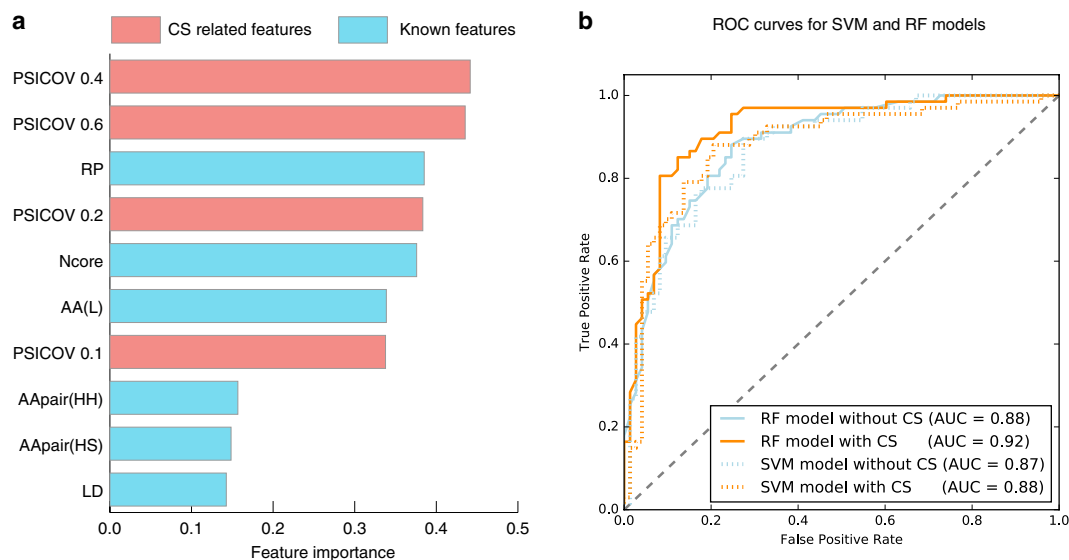 a
CS related features
Known features
PSICOV 0.4
PSICOV 0.6
RP
PSICOV 0.2
Ncore
AA(L)
PSICOV 0.1
AApair(HH)
AApair(HS)
LD
0.0 0.1 0.2 0.3 0.4 0.5
Feature importance
b
ROC curves for SVM and RF models
1.0
0.8
0.6
0.4
0.2
0.0
True Positive Rate
RF model without CS (AUC = 0.88)
RF model with CS (AUC = 0.92)
SVM model without CS (AUC = 0.87)
SVM model with CS (AUC = 0.88)
0.0 0.2 0.4 0.6 0.8 1.0
False Positive Rate